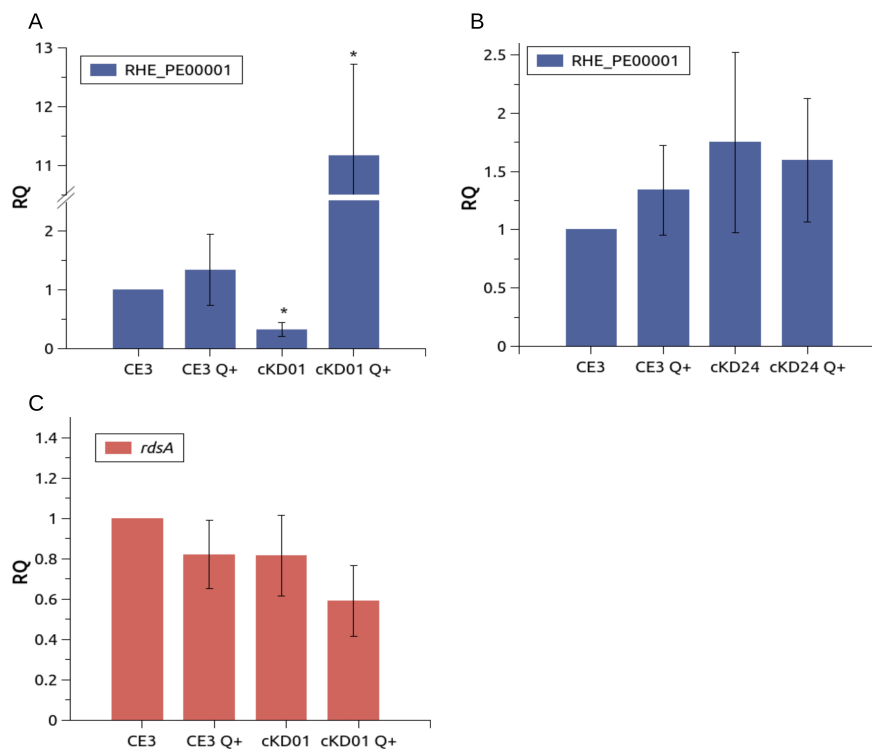 A
RHE_PE00001
13
12
11
2
1
0
RQ
*
*
CE3 CE3 Q+ cKD01 cKD01 Q+
B
RHE_PE00001
2.5
2
1.5
1
0.5
0
RQ
CE3 CE3 Q+ cKD24 cKD24 Q+
C
rdsA
1.4
1.2
1
0.8
0.6
0.4
0.2
0
RQ
CE3 CE3 Q+ cKD01 cKD01 Q+